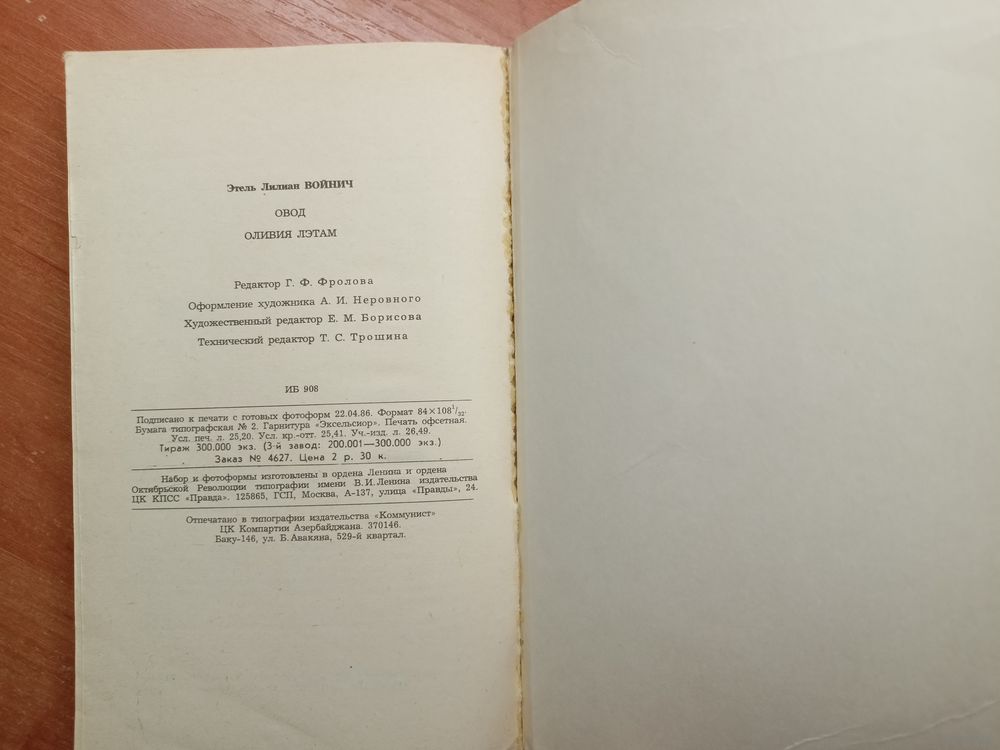 Этель Лилиан ВОЙНИЧ
ОВОД
ОЛИВИЯ ЛЭТАМ
Редактор Г. Ф. Фролова
Оформление художника А. И. Неровного
Художественный редактор Е. М. Борисова
Технический редактор Т. С. Трошина
ИБ 908
Подписано к печати с готовых фотоформ 22.04.86. Формат 84×108¹/₃₂.
Бумага типографская № 2. Гарнитура «Эксельсиор». Печать офсетная.
Усл. печ. л. 25,20. Усл. кр.-отт. 25,41. Уч.-изд. л. 26,49.
Тираж 300.000 экз. (3-й завод: 200.001—300.000 экз.)
Заказ № 4627. Цена 2 р. 30 к.
Набор и фотоформы изготовлены в ордена Ленина и ордена
Октябрьской Революции типографии имени В.И.Ленина издательства
ЦК КПСС «Правда». 125865, ГСП, Москва, А-137, улица «Правды», 24.
Отпечатано в типографии издательства «Коммунист»
ЦК Компартии Азербайджана. 370146.
Баку-146, ул. Б.Авакяна, 529-й квартал.